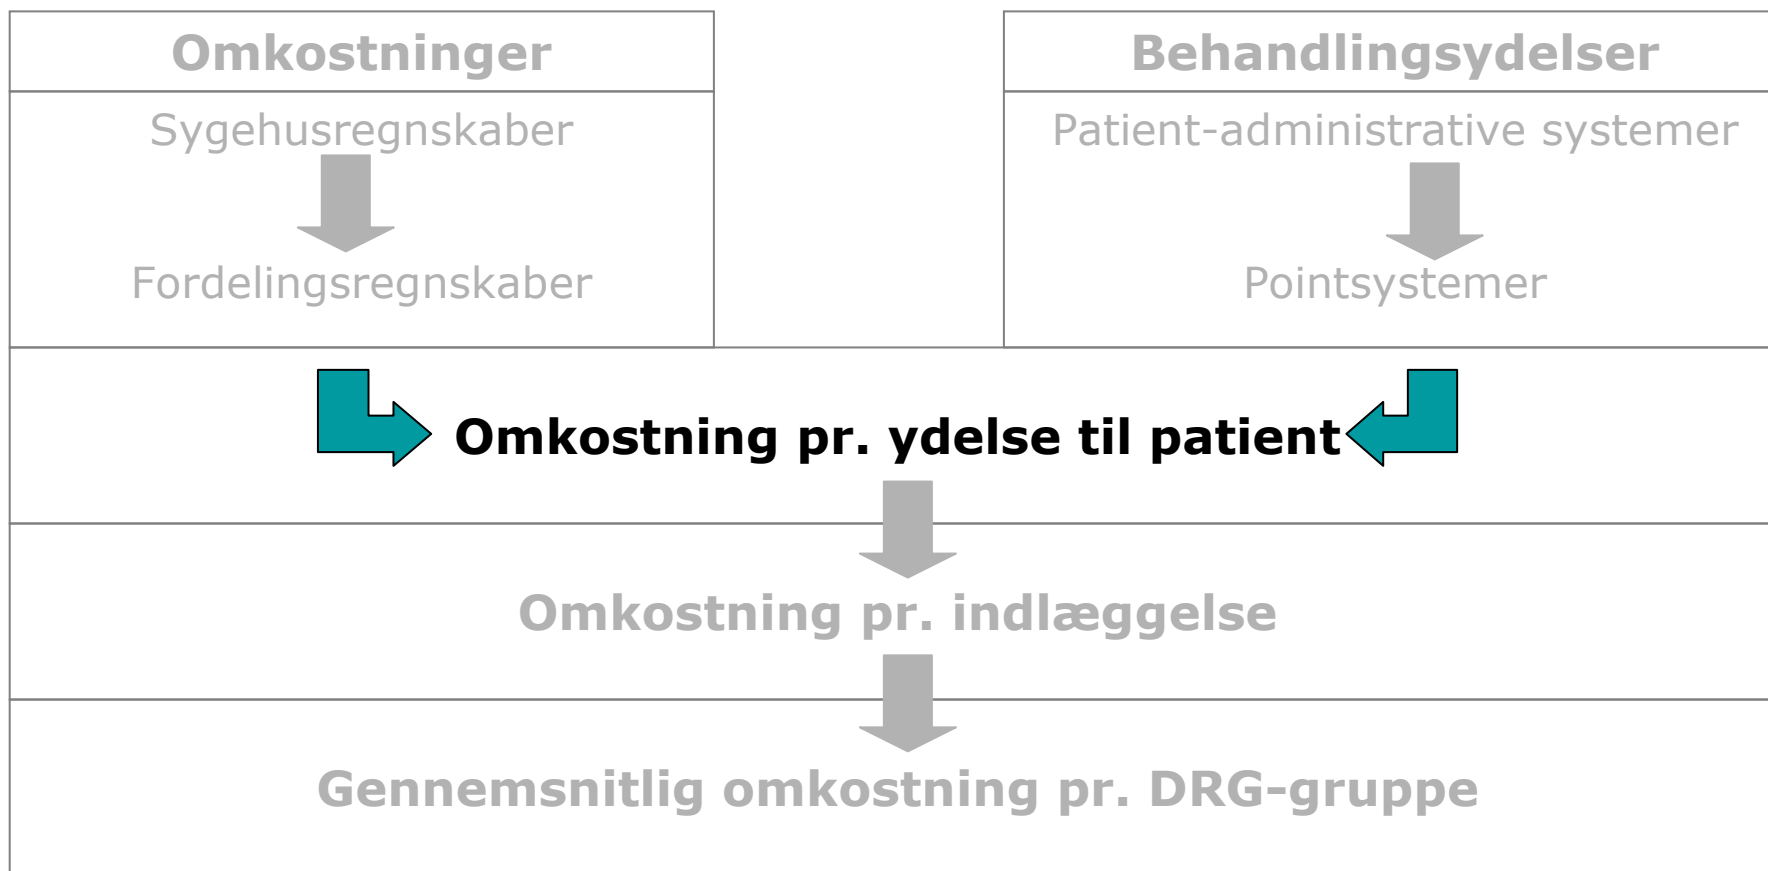 Omkostninger
Sygehusregnskaber
Fordelingsregnskaber
Behandlingsydelser
Patient-administrative systemer
Pointsystemer
Omkostning pr. ydelse til patient
Omkostning pr. indlæggelse
Gennemsnitlig omkostning pr. DRG-gruppe